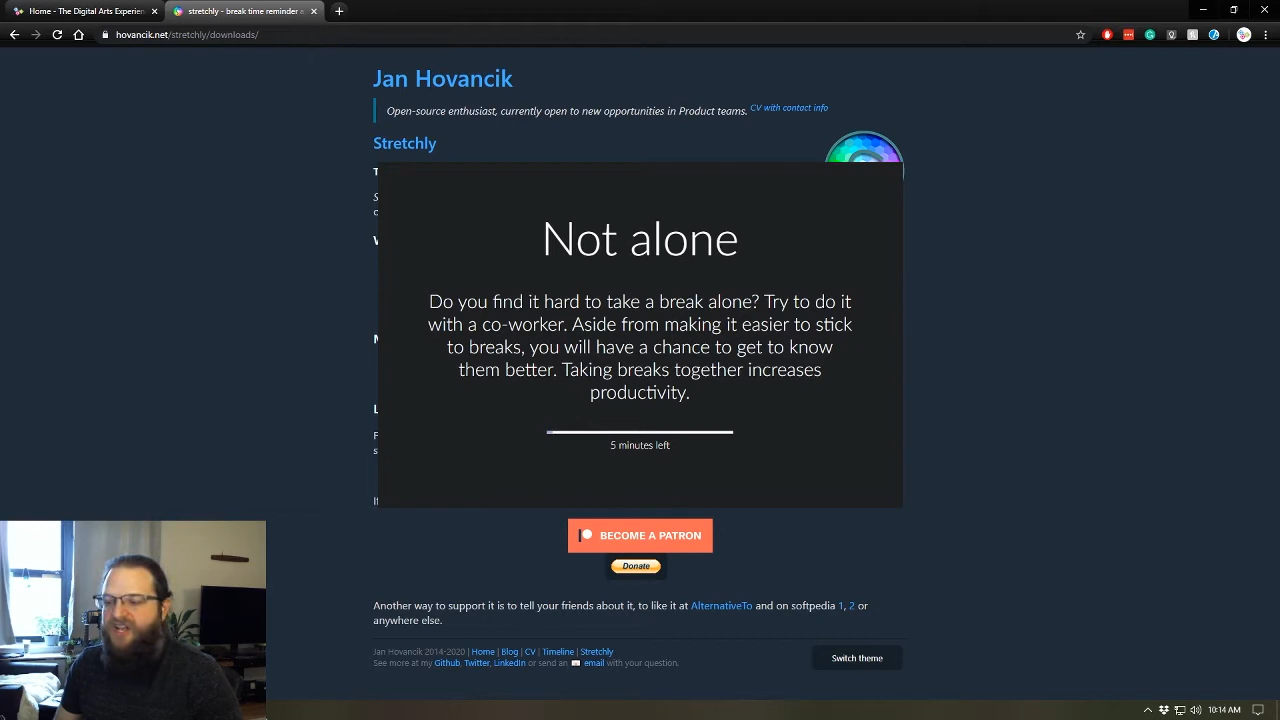 Home - The Digital Arts Experien
stretchly - break time reminder a
hovancik.net/stretchly/downloads/
Jan Hovancik
Open-source enthusiast, currently open to new opportunities in Product teams. CV with contact info
Stretchly
Not alone
Do you find it hard to take a break alone? Try to do it
with a co-worker. Aside from making it easier to stick
to breaks, you will have a chance to get to know
them better. Taking breaks together increases
productivity.
5 minutes left
BECOME A PATRON
Donate
Another way to support it is to tell your friends about it, to like it at AlternativeTo and on softpedia 1, 2 or
anywhere else.
Jan Hovancik 2014-2020 | Home | Blog | CV | Timeline | Stretchly
See more at my Github, Twitter, LinkedIn or send an email with your question.
Switch theme
10:14 AM